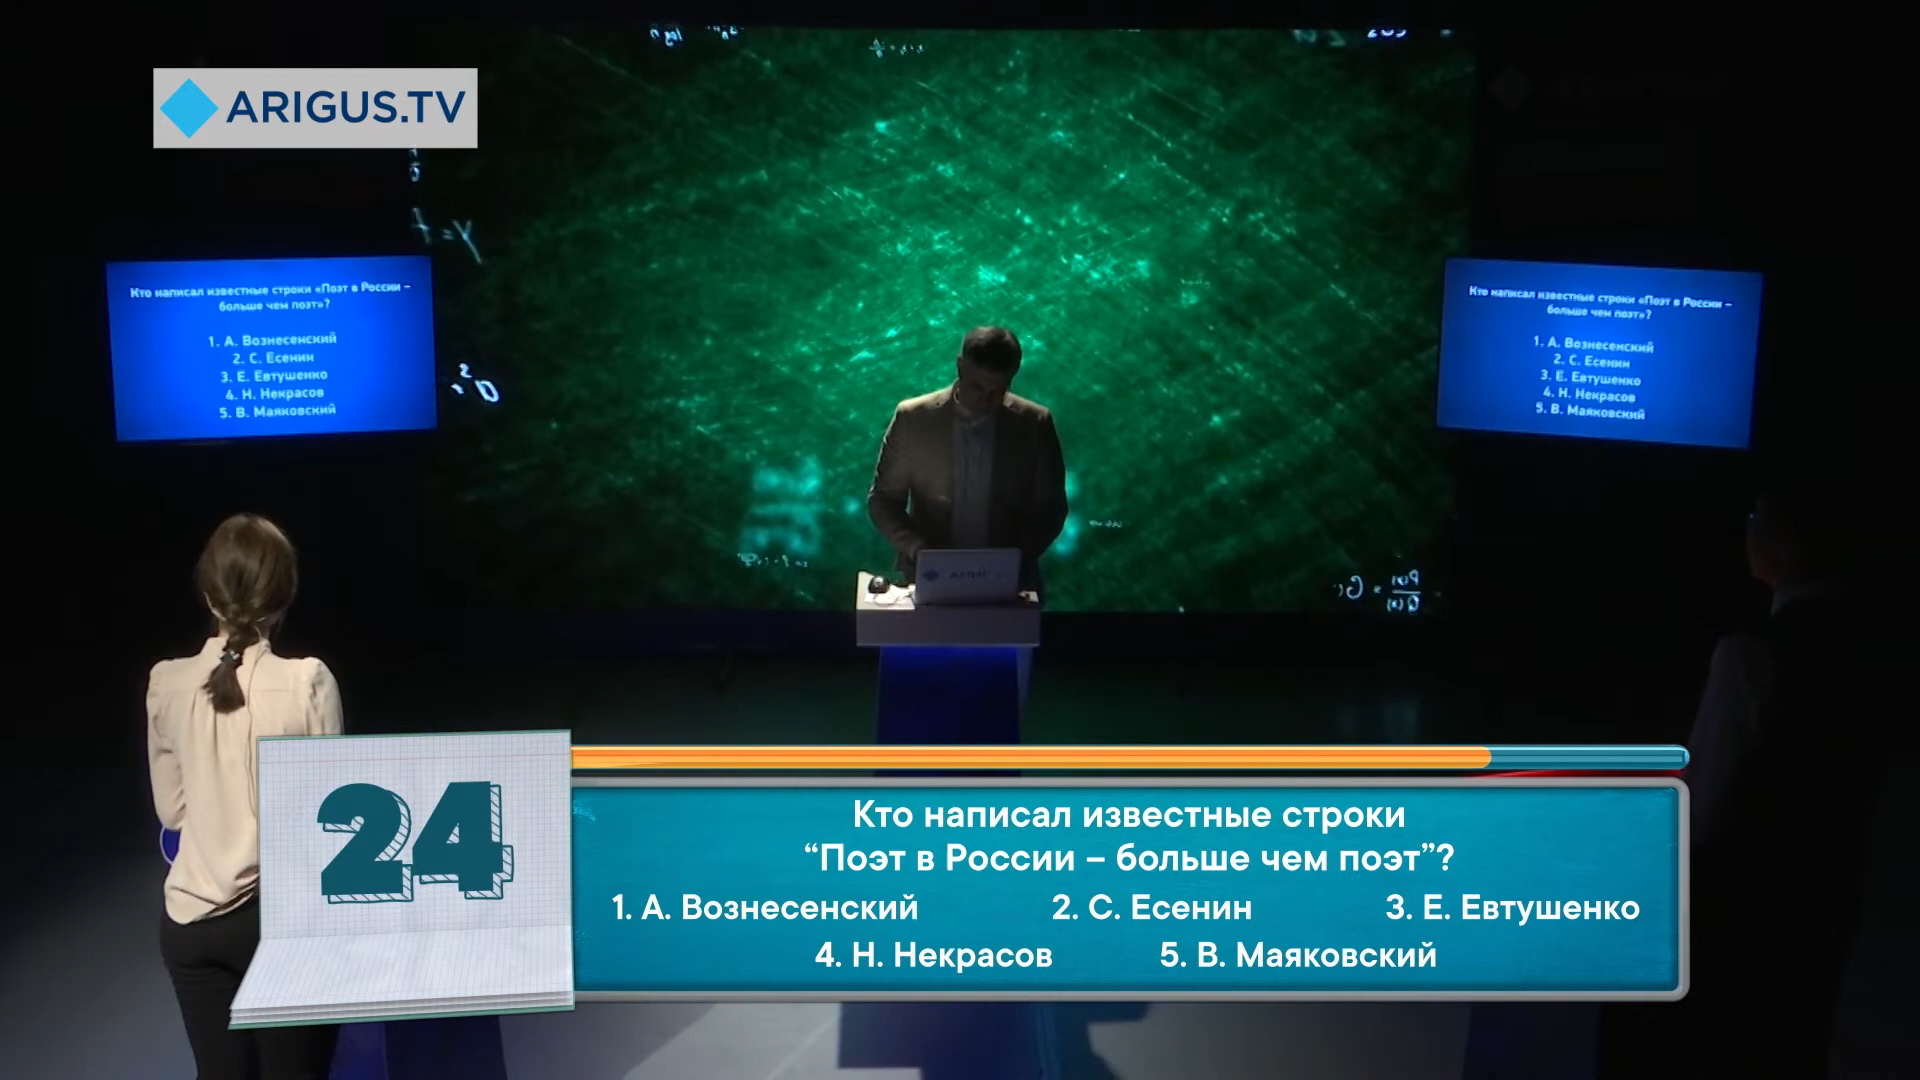 ARIGUS.TV
Кто написал известные строки «Поэт в России –
больше чем поэт»?
1. А. Вознесенский
2. С. Есенин
3. Е. Евтушенко
4. Н. Некрасов
5. В. Маяковский
Кто написал известные строки «Поэт в России –
больше чем поэт»?
1. А. Вознесенский
2. С. Есенин
3. Е. Евтушенко
4. Н. Некрасов
5. В. Маяковский
24
Кто написал известные строки
“Поэт в России – больше чем поэт”?
1. А. Вознесенский 2. С. Есенин 3. Е. Евтушенко
4. Н. Некрасов 5. В. Маяковский